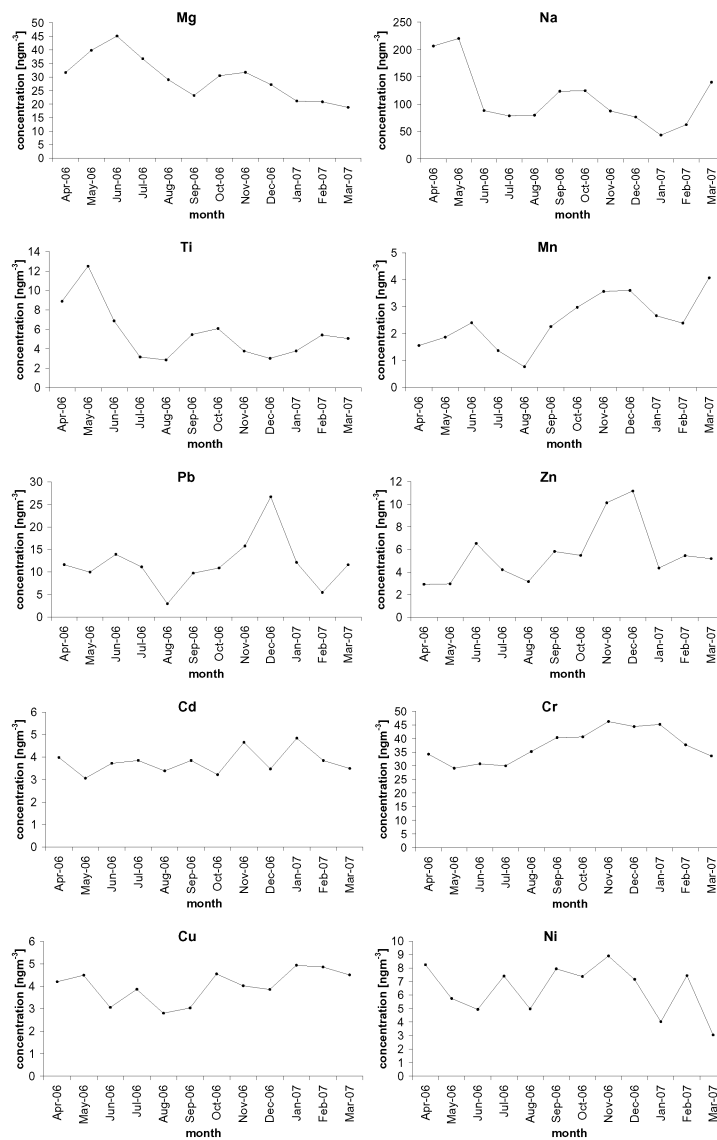 Mg
concentration [ngm⁻³]
50
45
40
35
30
25
20
15
10
5
0
Apr-06
May-06
Jun-06
Jul-06
Aug-06
Sep-06
Oct-06
Nov-06
Dec-06
Jan-07
Feb-07
Mar-07
month
Na
concentration [ngm⁻³]
250
200
150
100
50
0
Apr-06
May-06
Jun-06
Jul-06
Aug-06
Sep-06
Oct-06
Nov-06
Dec-06
Jan-07
Feb-07
Mar-07
month
Ti
concentration [ngm⁻³]
14
12
10
8
6
4
2
0
Apr-06
May-06
Jun-06
Jul-06
Aug-06
Sep-06
Oct-06
Nov-06
Dec-06
Jan-07
Feb-07
Mar-07
month
Mn
concentration [ngm⁻³]
5
4
3
2
1
0
Apr-06
May-06
Jun-06
Jul-06
Aug-06
Sep-06
Oct-06
Nov-06
Dec-06
Jan-07
Feb-07
Mar-07
month
Pb
concentration [ngm⁻³]
30
25
20
15
10
5
0
Apr-06
May-06
Jun-06
Jul-06
Aug-06
Sep-06
Oct-06
Nov-06
Dec-06
Jan-07
Feb-07
Mar-07
month
Zn
concentration [ngm⁻³]
12
10
8
6
4
2
0
Apr-06
May-06
Jun-06
Jul-06
Aug-06
Sep-06
Oct-06
Nov-06
Dec-06
Jan-07
Feb-07
Mar-07
month
Cd
concentration [ngm⁻³]
6
5
4
3
2
1
0
Apr-06
May-06
Jun-06
Jul-06
Aug-06
Sep-06
Oct-06
Nov-06
Dec-06
Jan-07
Feb-07
Mar-07
month
Cr
concentration [ngm⁻³]
50
45
40
35
30
25
20
15
10
5
0
Apr-06
May-06
Jun-06
Jul-06
Aug-06
Sep-06
Oct-06
Nov-06
Dec-06
Jan-07
Feb-07
Mar-07
month
Cu
concentration [ngm⁻³]
6
5
4
3
2
1
0
Apr-06
May-06
Jun-06
Jul-06
Aug-06
Sep-06
Oct-06
Nov-06
Dec-06
Jan-07
Feb-07
Mar-07
month
Ni
concentration [ngm⁻³]
10
9
8
7
6
5
4
3
2
1
0
Apr-06
May-06
Jun-06
Jul-06
Aug-06
Sep-06
Oct-06
Nov-06
Dec-06
Jan-07
Feb-07
Mar-07
month